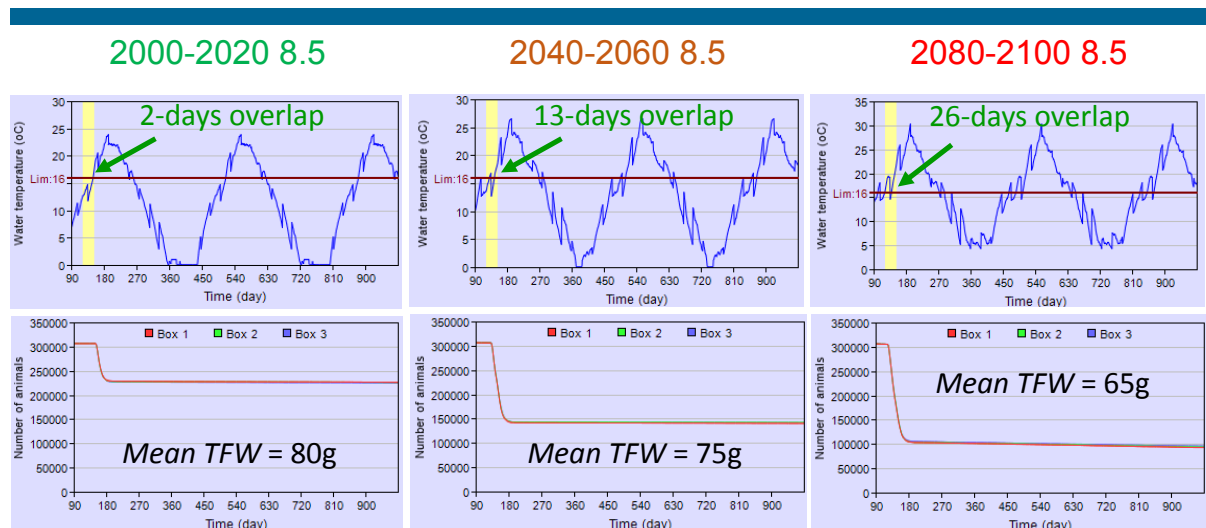 2000-2020 8.5
2040-2060 8.5
2080-2100 8.5
Water temperature (oC)
30
25
20
15
10
5
0
Lim:16
2-days overlap
90 180 270 360 450 540 630 720 810 900
Time (day)
Water temperature (oC)
30
25
20
15
10
5
0
Lim:16
13-days overlap
90 180 270 360 450 540 630 720 810 900
Time (day)
Water temperature (oC)
35
30
25
20
15
10
5
0
Lim:16
26-days overlap
90 180 270 360 450 540 630 720 810 900
Time (day)
Number of animals
350000
300000
250000
200000
150000
100000
50000
0
Box 1 Box 2 Box 3
Mean TFW = 80g
90 180 270 360 450 540 630 720 810 900
Time (day)
Number of animals
350000
300000
250000
200000
150000
100000
50000
0
Box 1 Box 2 Box 3
Mean TFW = 75g
90 180 270 360 450 540 630 720 810 900
Time (day)
Number of animals
350000
300000
250000
200000
150000
100000
50000
0
Box 1 Box 2 Box 3
Mean TFW = 65g
90 180 270 360 450 540 630 720 810 900
Time (day)